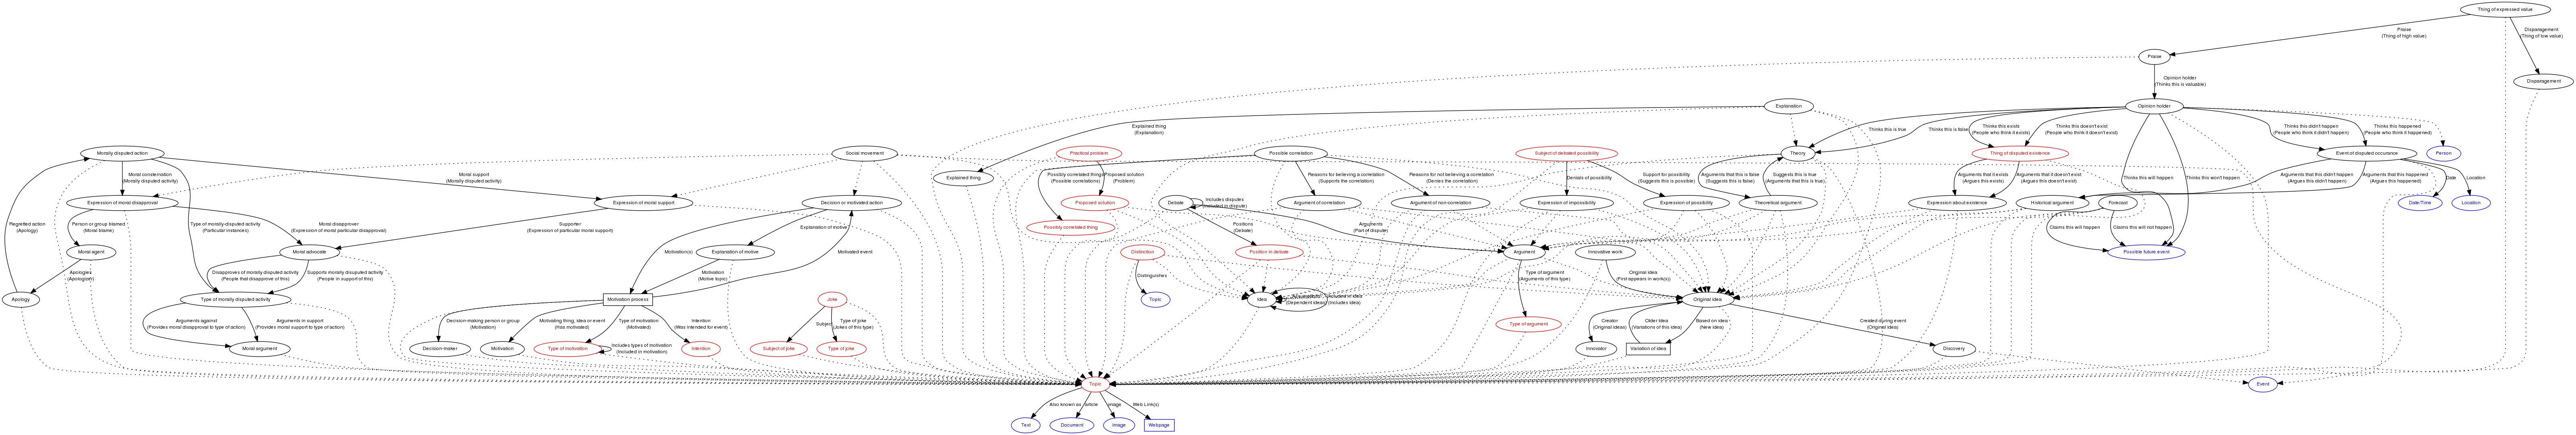 Thing of expressed value
Praise
(Thing of high value)
Disparagement
(Thing of low value)
Praise
Disparagement
Opinion holder
(Thinks this is valuable)
Explanation
Opinion holder
Explained thing
(Explanation)
Thinks this is true
Thinks this is false
Thinks this exists
(People who think it exists)
Thinks this doesn't exist
(People who think it doesn't exist)
Thinks this didn't happen
(People who think it didn't happen)
Thinks this happened
(People who think it happened)
Morally disputed action
Social movement
Practical problem
Possible correlation
Subject of debated possibility
Theory
Thing of disputed existence
Event of disputed occurance
Person
Moral condemnation
(Morally disputed action)
Moral support
(Morally disputed activity)
Explained thing
Possibly correlated things
(Possible correlations)
Proposed solution
(Problem)
Reasons for believing a correlation
(Supports the correlation)
Reasons for not believing a correlation
(Denies the correlation)
Denials of possibility
Support for possibility
(Suggests this is possible)
Arguments that this is false
(Suggests this is false)
Suggests this is true
(Arguments that this is true)
Arguments that it exists
(Argues this exists)
Arguments that it doesn't exist
(Argues this doesn't exist)
Thinks this will happen
Thinks this won't happen
Arguments that this didn't happen
(Argues this didn't happen)
Arguments that this happened
(Argues this happened)
Date
Location
Expression of moral disapproval
Expression of moral support
Decision or motivated action
Proposed solution
Debate
Includes disputes
(Included in dispute)
Argument of correlation
Argument of non-correlation
Expression of impossibility
Expression of possibility
Theoretical argument
Expression about existence
Historical argument
Forecast
Date/Time
Location
Regretted action
(Apology)
Person or group blamed
(Moral blame)
Type of morally disputed activity
(Particular instances)
Moral disapprover
(Expression of moral particular disapproval)
Supporter
(Expression of particular moral support)
Motivation(s)
Explanation of motive
Motivated event
Possibly correlated thing
Positions
(Debate)
Arguments
(Part of dispute)
Claims this will happen
Claims this will not happen
Moral agent
Moral advocate
Explanation of motive
Distinction
Position in debate
Argument
Innovative work
Possible future event
Apologies
(Apologizer)
Disapproves of morally disputed activity
(People that disapprove of this)
Supports morally disuputed activity
(People in support of this)
Motivation
(Motive topic)
Distinguishes
Type of argument
(Arguments of this type)
Original idea
(First appears in work(s))
Apology
Type of morally disputed activity
Motivation process
Joke
Topic
Idea
(Dependent ideas)
Included in idea
(Includes idea)
Original idea
Arguments against
(Provides moral disapproval to type of action)
Arguments in support
(Provides moral support to type of action)
Decision-making person or group
(Motivation)
Motivating thing, idea or event
(Has motivated)
Type of motivation
(Motivated)
Intention
(Was intended for event)
Subject
Type of joke
(Jokes of this type)
Type of argument
Creator
(Original ideas)
Older Idea
(Variations of this idea)
Based on idea
(New idea)
Created during event
(Original idea)
Moral argument
Decision-maker
Motivation
Type of motivation
Includes types of motivation
(Included in motivation)
Intention
Subject of joke
Type of joke
Innovator
Variation of idea
Discovery
Topic
Event
Also known as
article
image
Web Link(s)
Text
Document
Image
Webpage